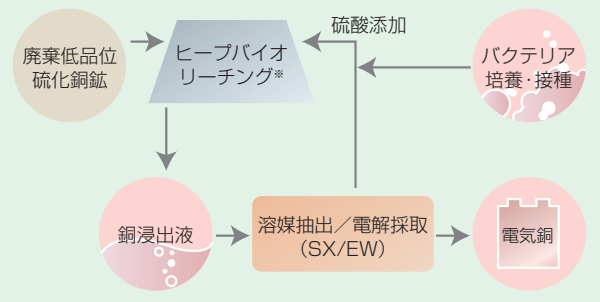 廃棄低品位
硫化銅鉱
ヒープバイオ
リーチング※
硫酸添加
バクテリア
培養・接種
銅浸出液
溶媒抽出／電解採取
（SX/EW）
電気銅